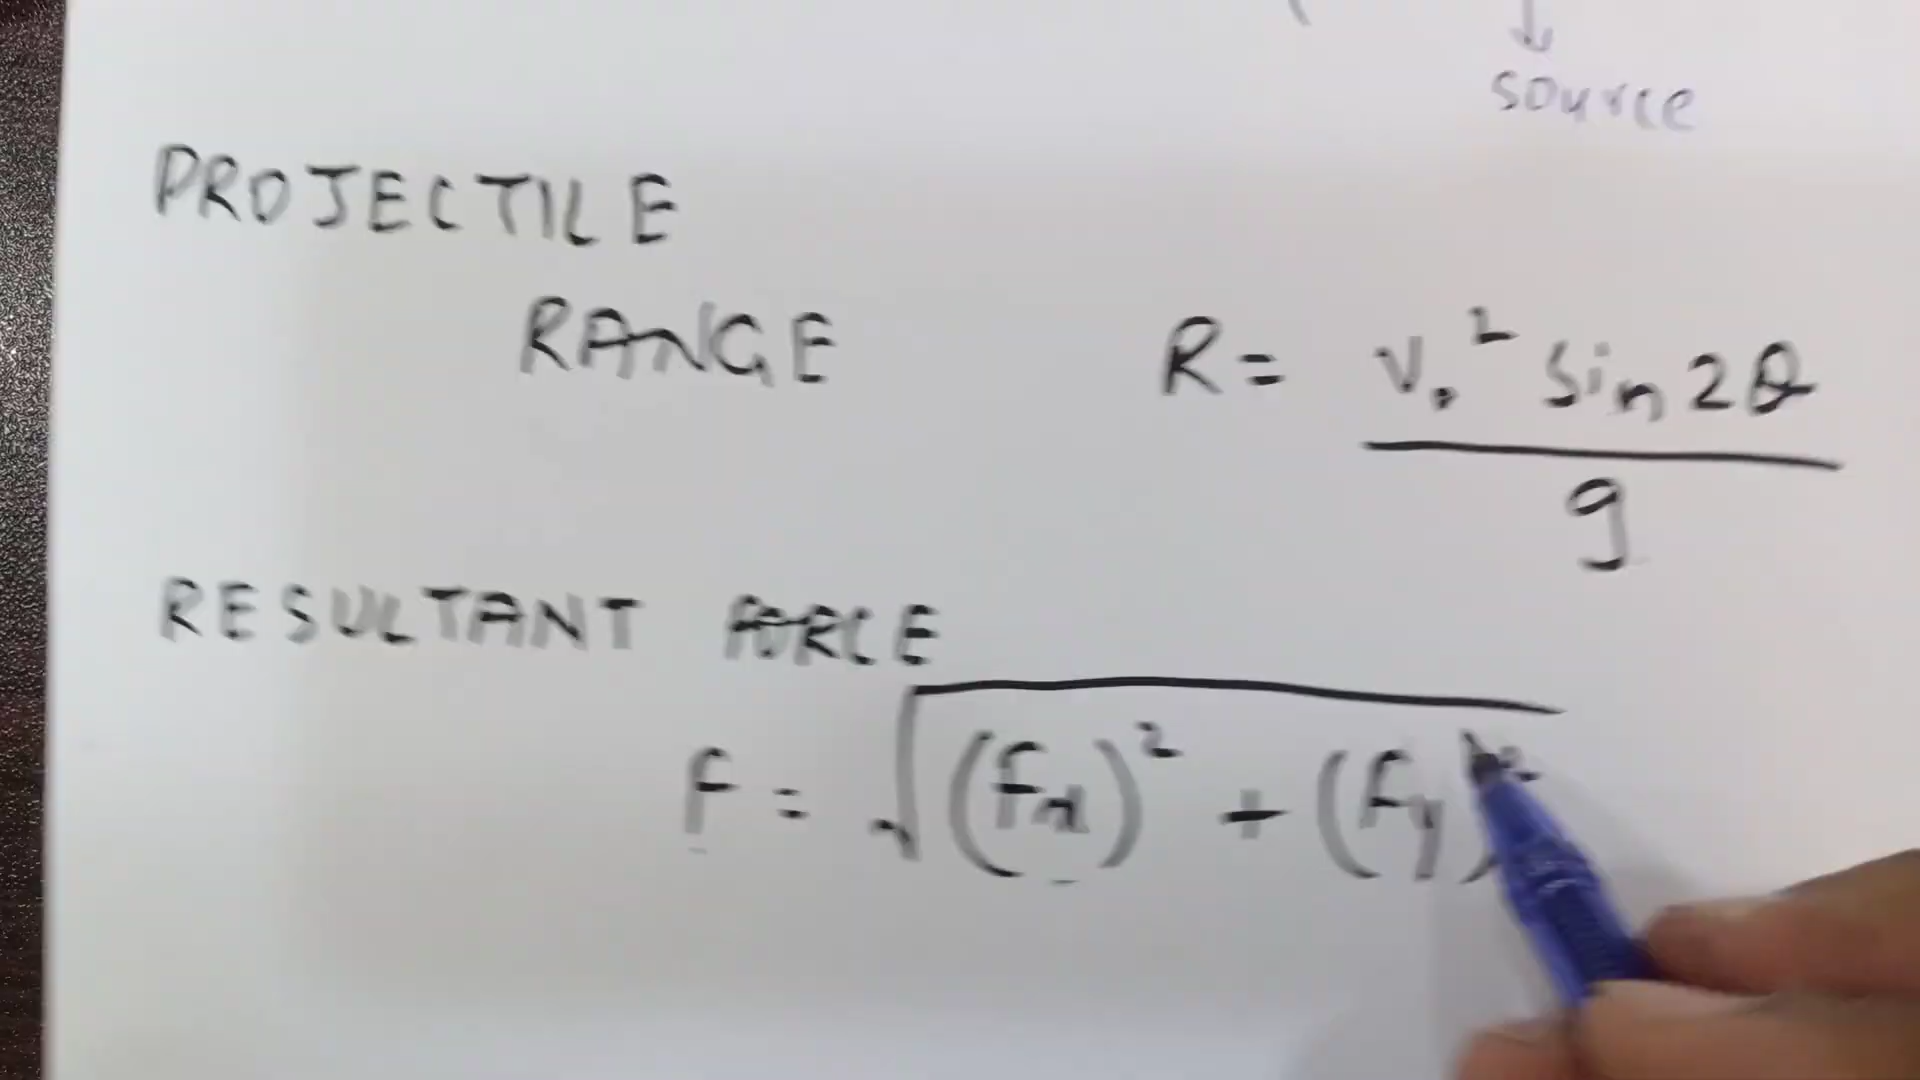 ↓
source
PROJECTILE
RANGE
R = v₀² sin 2θ / g
RESULTANT FORCE
F = √((Fx)² + (Fy)²)